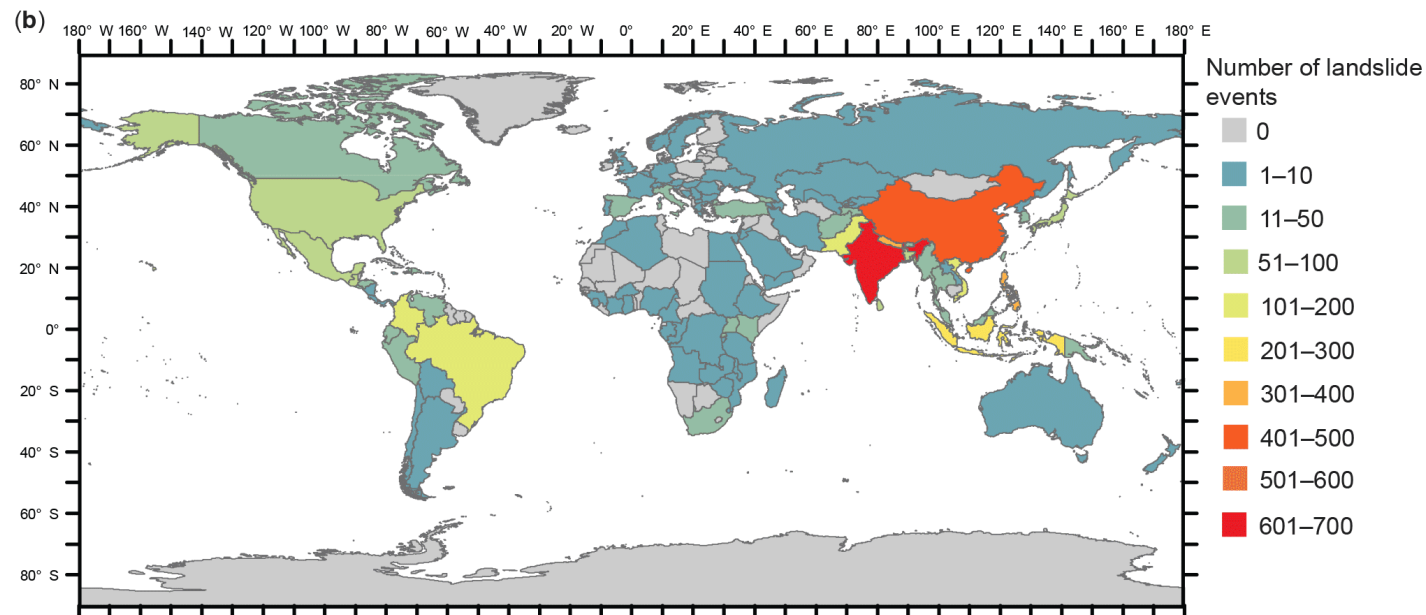 (b)
180° W 160° W 140° W 120° W 100° W 80° W 60° W 40° W 20° W 0° 20° E 40° E 60° E 80° E 100° E 120° E 140° E 160° E 180° E
80° N
60° N
40° N
20° N
0°
20° S
40° S
60° S
80° S
Number of landslide
events
0
1–10
11–50
51–100
101–200
201–300
301–400
401–500
501–600
601–700